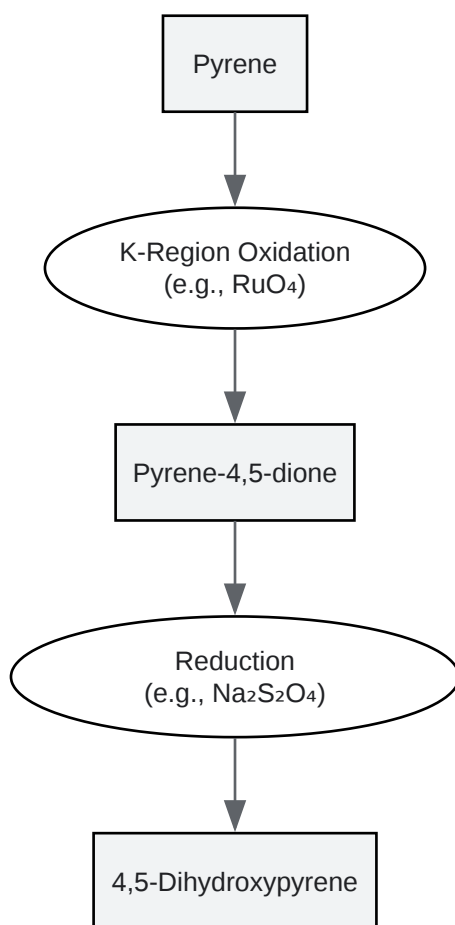 Pyrene
K-Region Oxidation
(e.g., RuO₄)
Pyrene-4,5-dione
Reduction
(e.g., Na₂S₂O₄)
4,5-Dihydroxypyrene